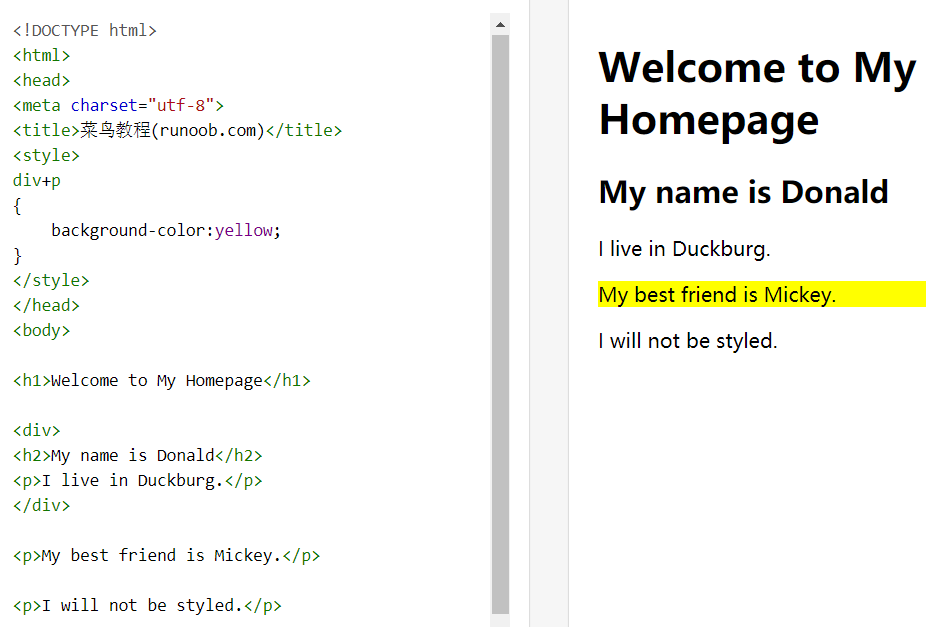 <!DOCTYPE html>
<html>
<head>
<meta charset="utf-8">
<title>菜鸟教程(runoob.com)</title>
<style>
div+p
{
    background-color:yellow;
}
</style>
</head>
<body>
<h1>Welcome to My Homepage</h1>
<div>
<h2>My name is Donald</h2>
<p>I live in Duckburg.</p>
</div>
<p>My best friend is Mickey.</p>
<p>I will not be styled.</p>
Welcome to My
Homepage
My name is Donald
I live in Duckburg.
My best friend is Mickey.
I will not be styled.